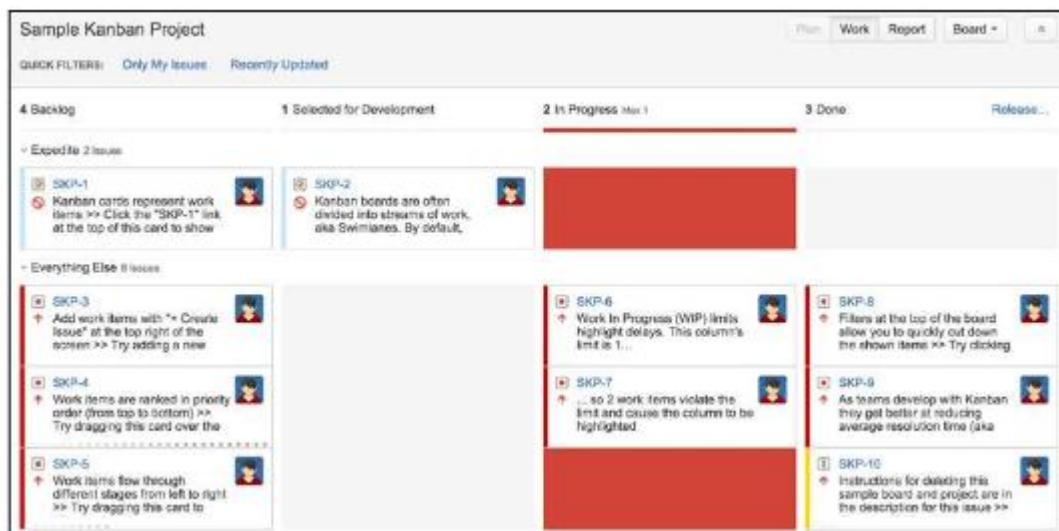 Sample Kanban Project
Plan Work Report Board
QUICK FILTERS: Only My Issues Recently Updated
4 Backlog
1 Selected for Development
2 In Progress Max 1
3 Done
Release...
Expedite 2 issues
SKP-1
Kanban cards represent work
items >> Click the "SKP-1" link
at the top of this card to show
SKP-2
Kanban boards are often
divided into streams of work,
aka Swimlanes. By default,
Everything Else 8 issues
SKP-3
Add work items with "+ Create
Issue" at the top right of the
screen >> Try adding a new
SKP-4
Work items are ranked in priority
order (from top to bottom) >>
Try dragging this card over the
SKP-5
Work items flow through
different stages from left to right
>> Try dragging this card to
SKP-6
Work In Progress (WIP) limits
highlight delays. This column's
limit is 1...
SKP-7
... so 2 work items violate the
limit and cause the column to be
highlighted
SKP-8
Filters at the top of the board
allow you to quickly cut down
the shown items >> Try clicking
SKP-9
As teams develop with Kanban
they get better at reducing
average resolution time (aka
SKP-10
Instructions for deleting this
sample board and project are in
the description for this issue >>